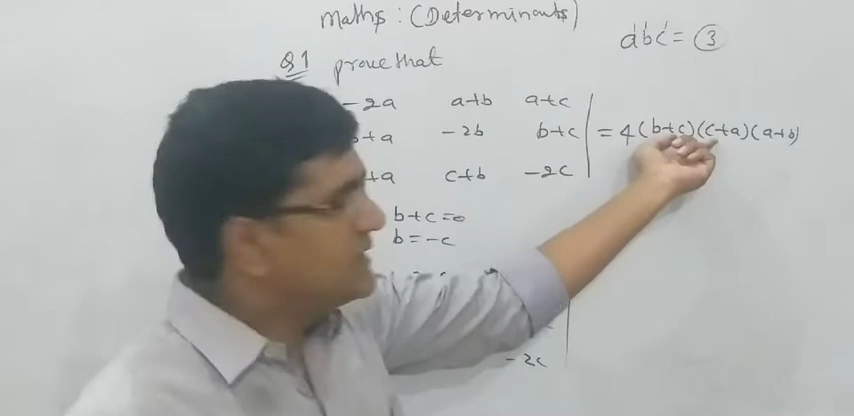 Maths : (Determinants)
a'b'c' = 3
Q1 prove that
-2a a+b a+c
+a -2b b+c = 4(b+c)(c+a)(a+b)
+a c+b -2c
b+c=0
b=-c
-2c